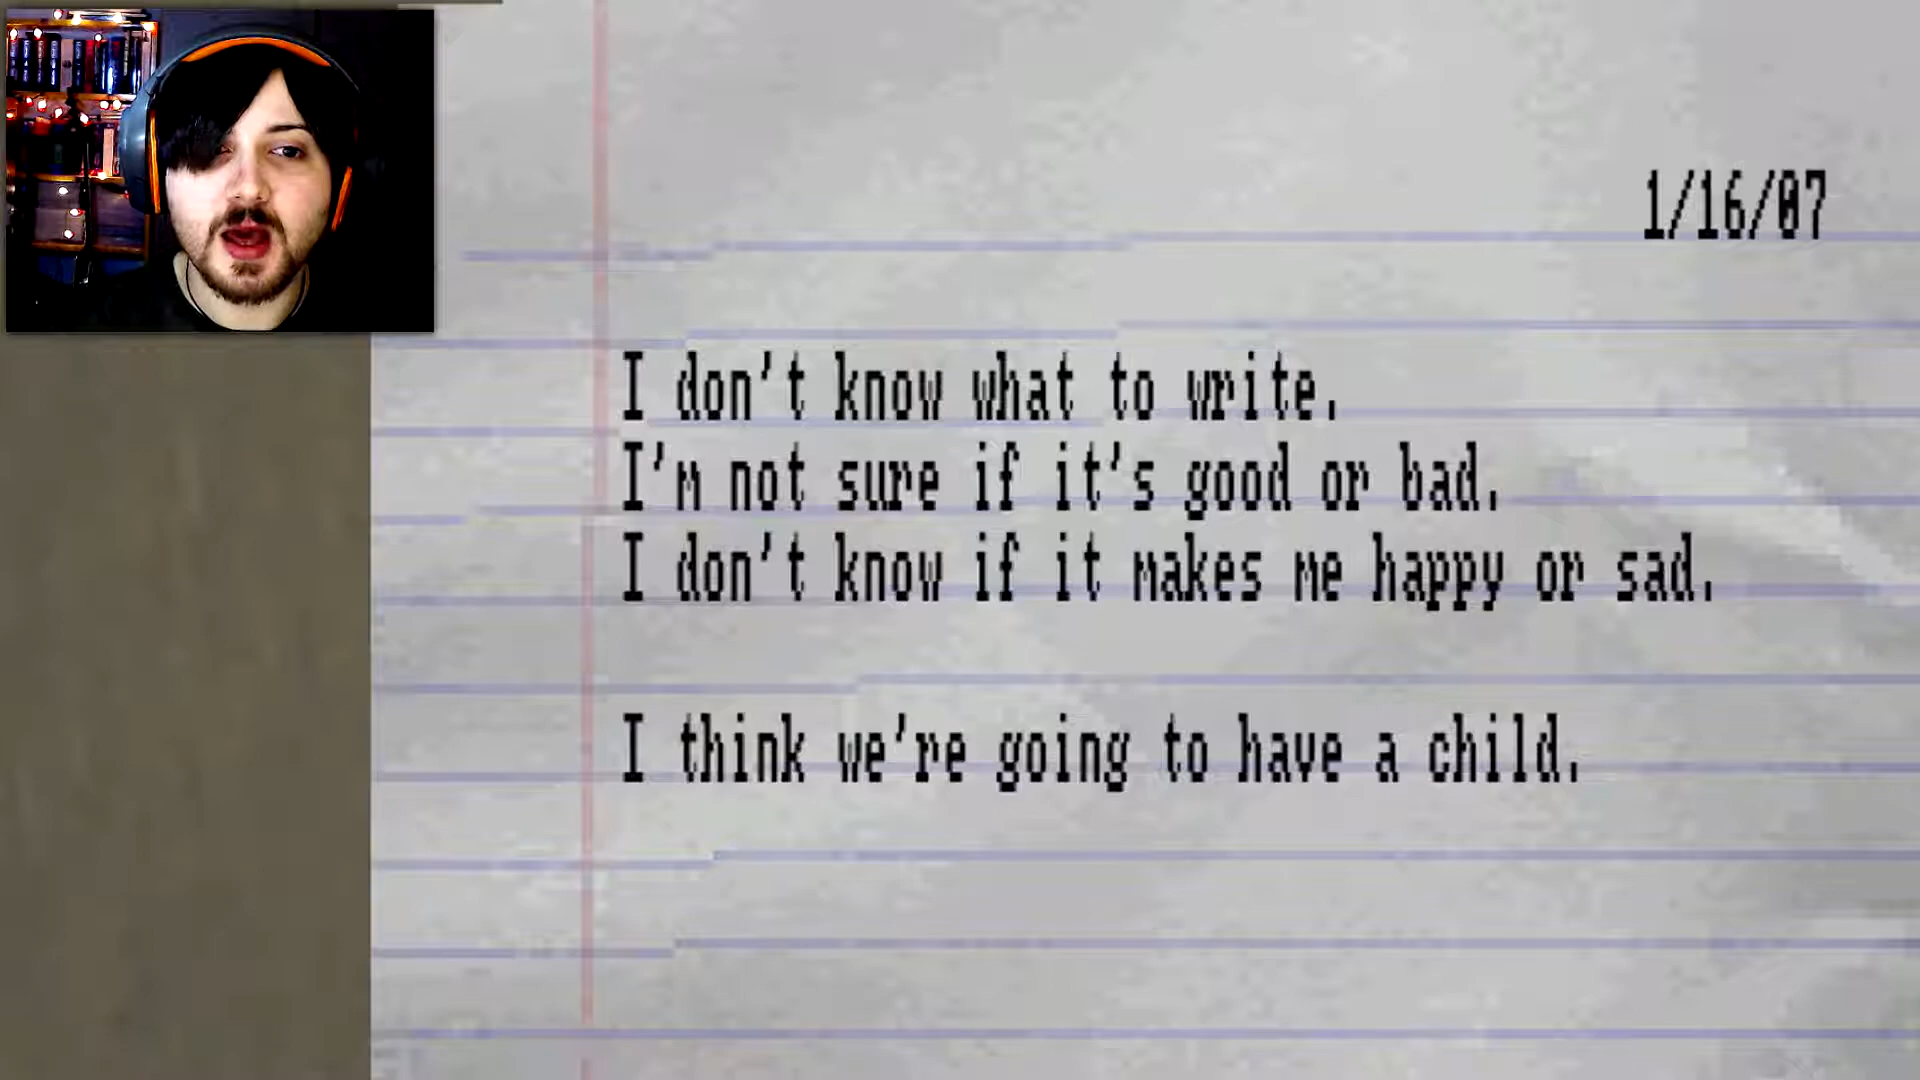 1/16/07
I don't know what to write.
I'm not sure if it's good or bad.
I don't know if it makes me happy or sad.
I think we're going to have a child.